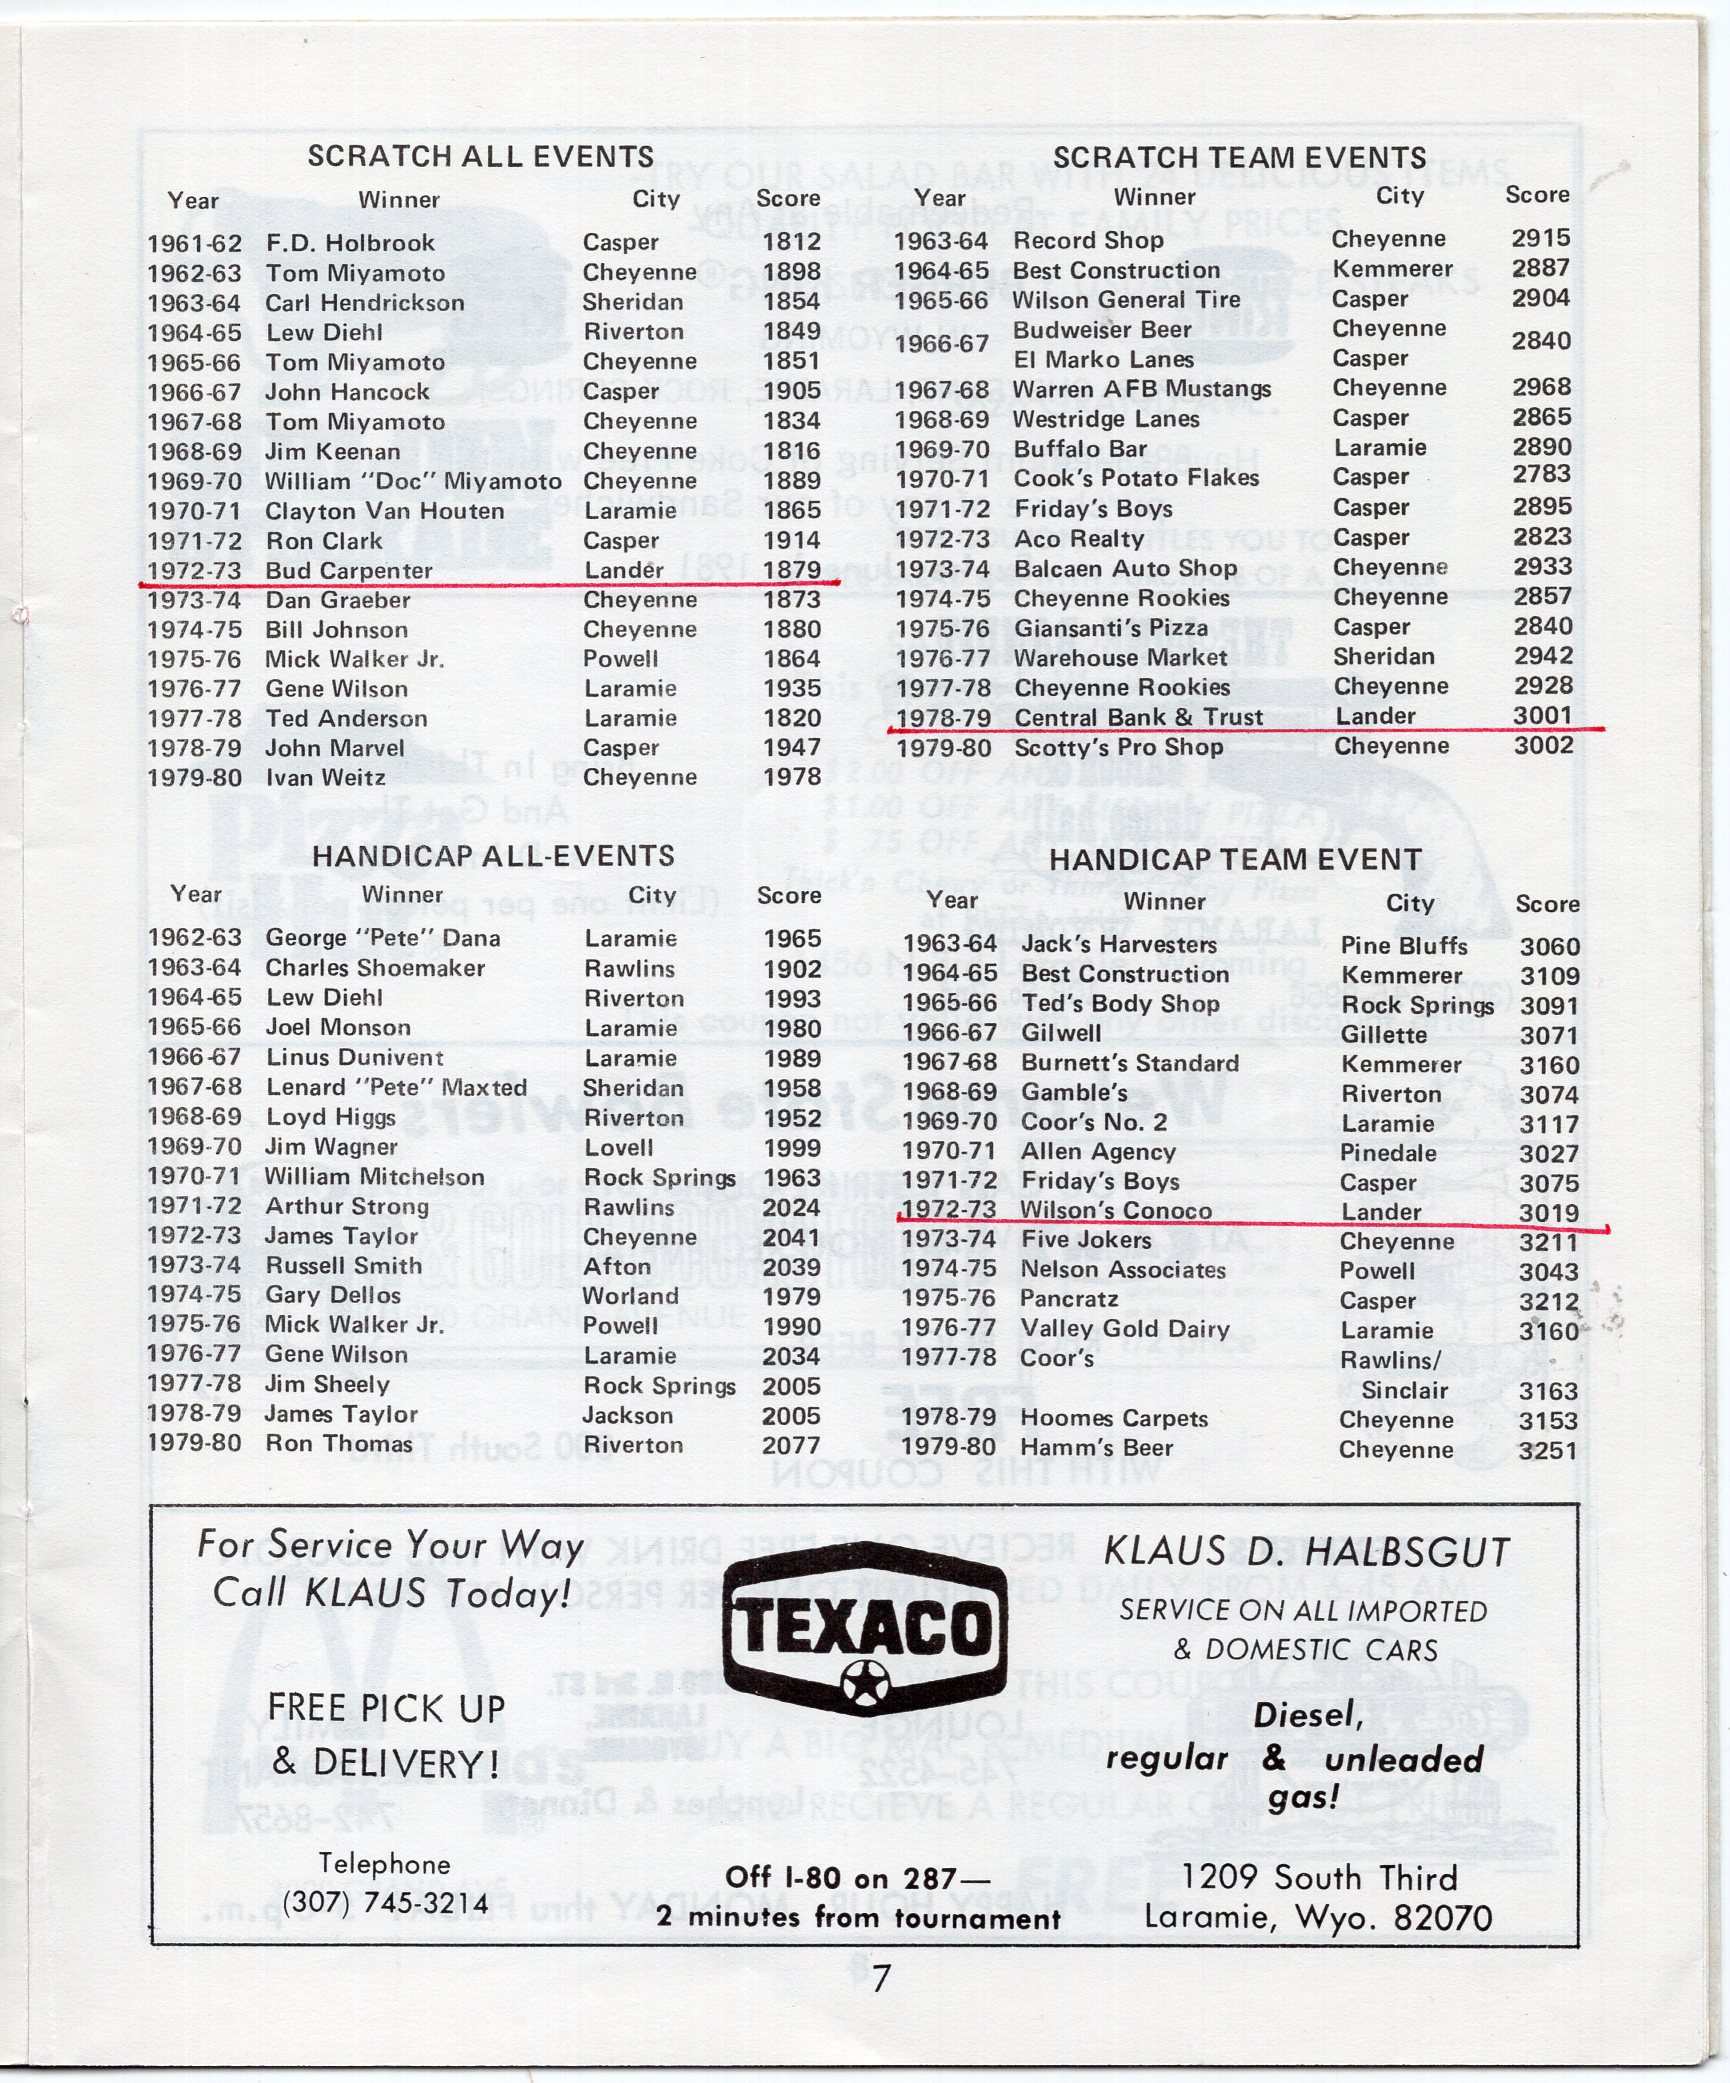 SCRATCH ALL EVENTS
Year Winner City Score
1961-62 F.D. Holbrook Casper 1812
1962-63 Tom Miyamoto Cheyenne 1898
1963-64 Carl Hendrickson Sheridan 1854
1964-65 Lew Diehl Riverton 1849
1965-66 Tom Miyamoto Cheyenne 1851
1966-67 John Hancock Casper 1905
1967-68 Tom Miyamoto Cheyenne 1834
1968-69 Jim Keenan Cheyenne 1816
1969-70 William "Doc" Miyamoto Cheyenne 1889
1970-71 Clayton Van Houten Laramie 1865
1971-72 Ron Clark Casper 1914
1972-73 Bud Carpenter Lander 1879
1973-74 Dan Graeber Cheyenne 1873
1974-75 Bill Johnson Cheyenne 1880
1975-76 Mick Walker Jr. Powell 1864
1976-77 Gene Wilson Laramie 1935
1977-78 Ted Anderson Laramie 1820
1978-79 John Marvel Casper 1947
1979-80 Ivan Weitz Cheyenne 1978
SCRATCH TEAM EVENTS
Year Winner City Score
1963-64 Record Shop Cheyenne 2915
1964-65 Best Construction Kemmerer 2887
1965-66 Wilson General Tire Casper 2904
Budweiser Beer Cheyenne
1966-67 2840
El Marko Lanes Casper
1967-68 Warren AFB Mustangs Cheyenne 2968
1968-69 Westridge Lanes Casper 2865
1969-70 Buffalo Bar Laramie 2890
1970-71 Cook's Potato Flakes Casper 2783
1971-72 Friday's Boys Casper 2895
1972-73 Aco Realty Casper 2823
1973-74 Balcaen Auto Shop Cheyenne 2933
1974-75 Cheyenne Rookies Cheyenne 2857
1975-76 Giansanti's Pizza Casper 2840
1976-77 Warehouse Market Sheridan 2942
1977-78 Cheyenne Rookies Cheyenne 2928
1978-79 Central Bank & Trust Lander 3001
1979-80 Scotty's Pro Shop Cheyenne 3002
HANDICAP ALL-EVENTS
Year Winner City Score
1962-63 George "Pete" Dana Laramie 1965
1963-64 Charles Shoemaker Rawlins 1902
1964-65 Lew Diehl Riverton 1993
1965-66 Joel Monson Laramie 1980
1966-67 Linus Dunivent Laramie 1989
1967-68 Lenard "Pete" Maxted Sheridan 1958
1968-69 Loyd Higgs Riverton 1952
1969-70 Jim Wagner Lovell 1999
1970-71 William Mitchelson Rock Springs 1963
1971-72 Arthur Strong Rawlins 2024
1972-73 James Taylor Cheyenne 2041
1973-74 Russell Smith Afton 2039
1974-75 Gary Dellos Worland 1979
1975-76 Mick Walker Jr. Powell 1990
1976-77 Gene Wilson Laramie 2034
1977-78 Jim Sheely Rock Springs 2005
1978-79 James Taylor Jackson 2005
1979-80 Ron Thomas Riverton 2077
HANDICAP TEAM EVENT
Year Winner City Score
1963-64 Jack's Harvesters Pine Bluffs 3060
1964-65 Best Construction Kemmerer 3109
1965-66 Ted's Body Shop Rock Springs 3091
1966-67 Gilwell Gillette 3071
1967-68 Burnett's Standard Kemmerer 3160
1968-69 Gamble's Riverton 3074
1969-70 Coor's No. 2 Laramie 3117
1970-71 Allen Agency Pinedale 3027
1971-72 Friday's Boys Casper 3075
1972-73 Wilson's Conoco Lander 3019
1973-74 Five Jokers Cheyenne 3211
1974-75 Nelson Associates Powell 3043
1975-76 Pancratz Casper 3212
1976-77 Valley Gold Dairy Laramie 3160
1977-78 Coor's Rawlins/
Sinclair 3163
1978-79 Hoomes Carpets Cheyenne 3153
1979-80 Hamm's Beer Cheyenne 3251
For Service Your Way
Call KLAUS Today!
FREE PICK UP
& DELIVERY!
Telephone
(307) 745-3214
TEXACO
Off I-80 on 287—
2 minutes from tournament
KLAUS D. HALBSGUT
SERVICE ON ALL IMPORTED
& DOMESTIC CARS
Diesel,
regular & unleaded
gas!
1209 South Third
Laramie, Wyo. 82070
7